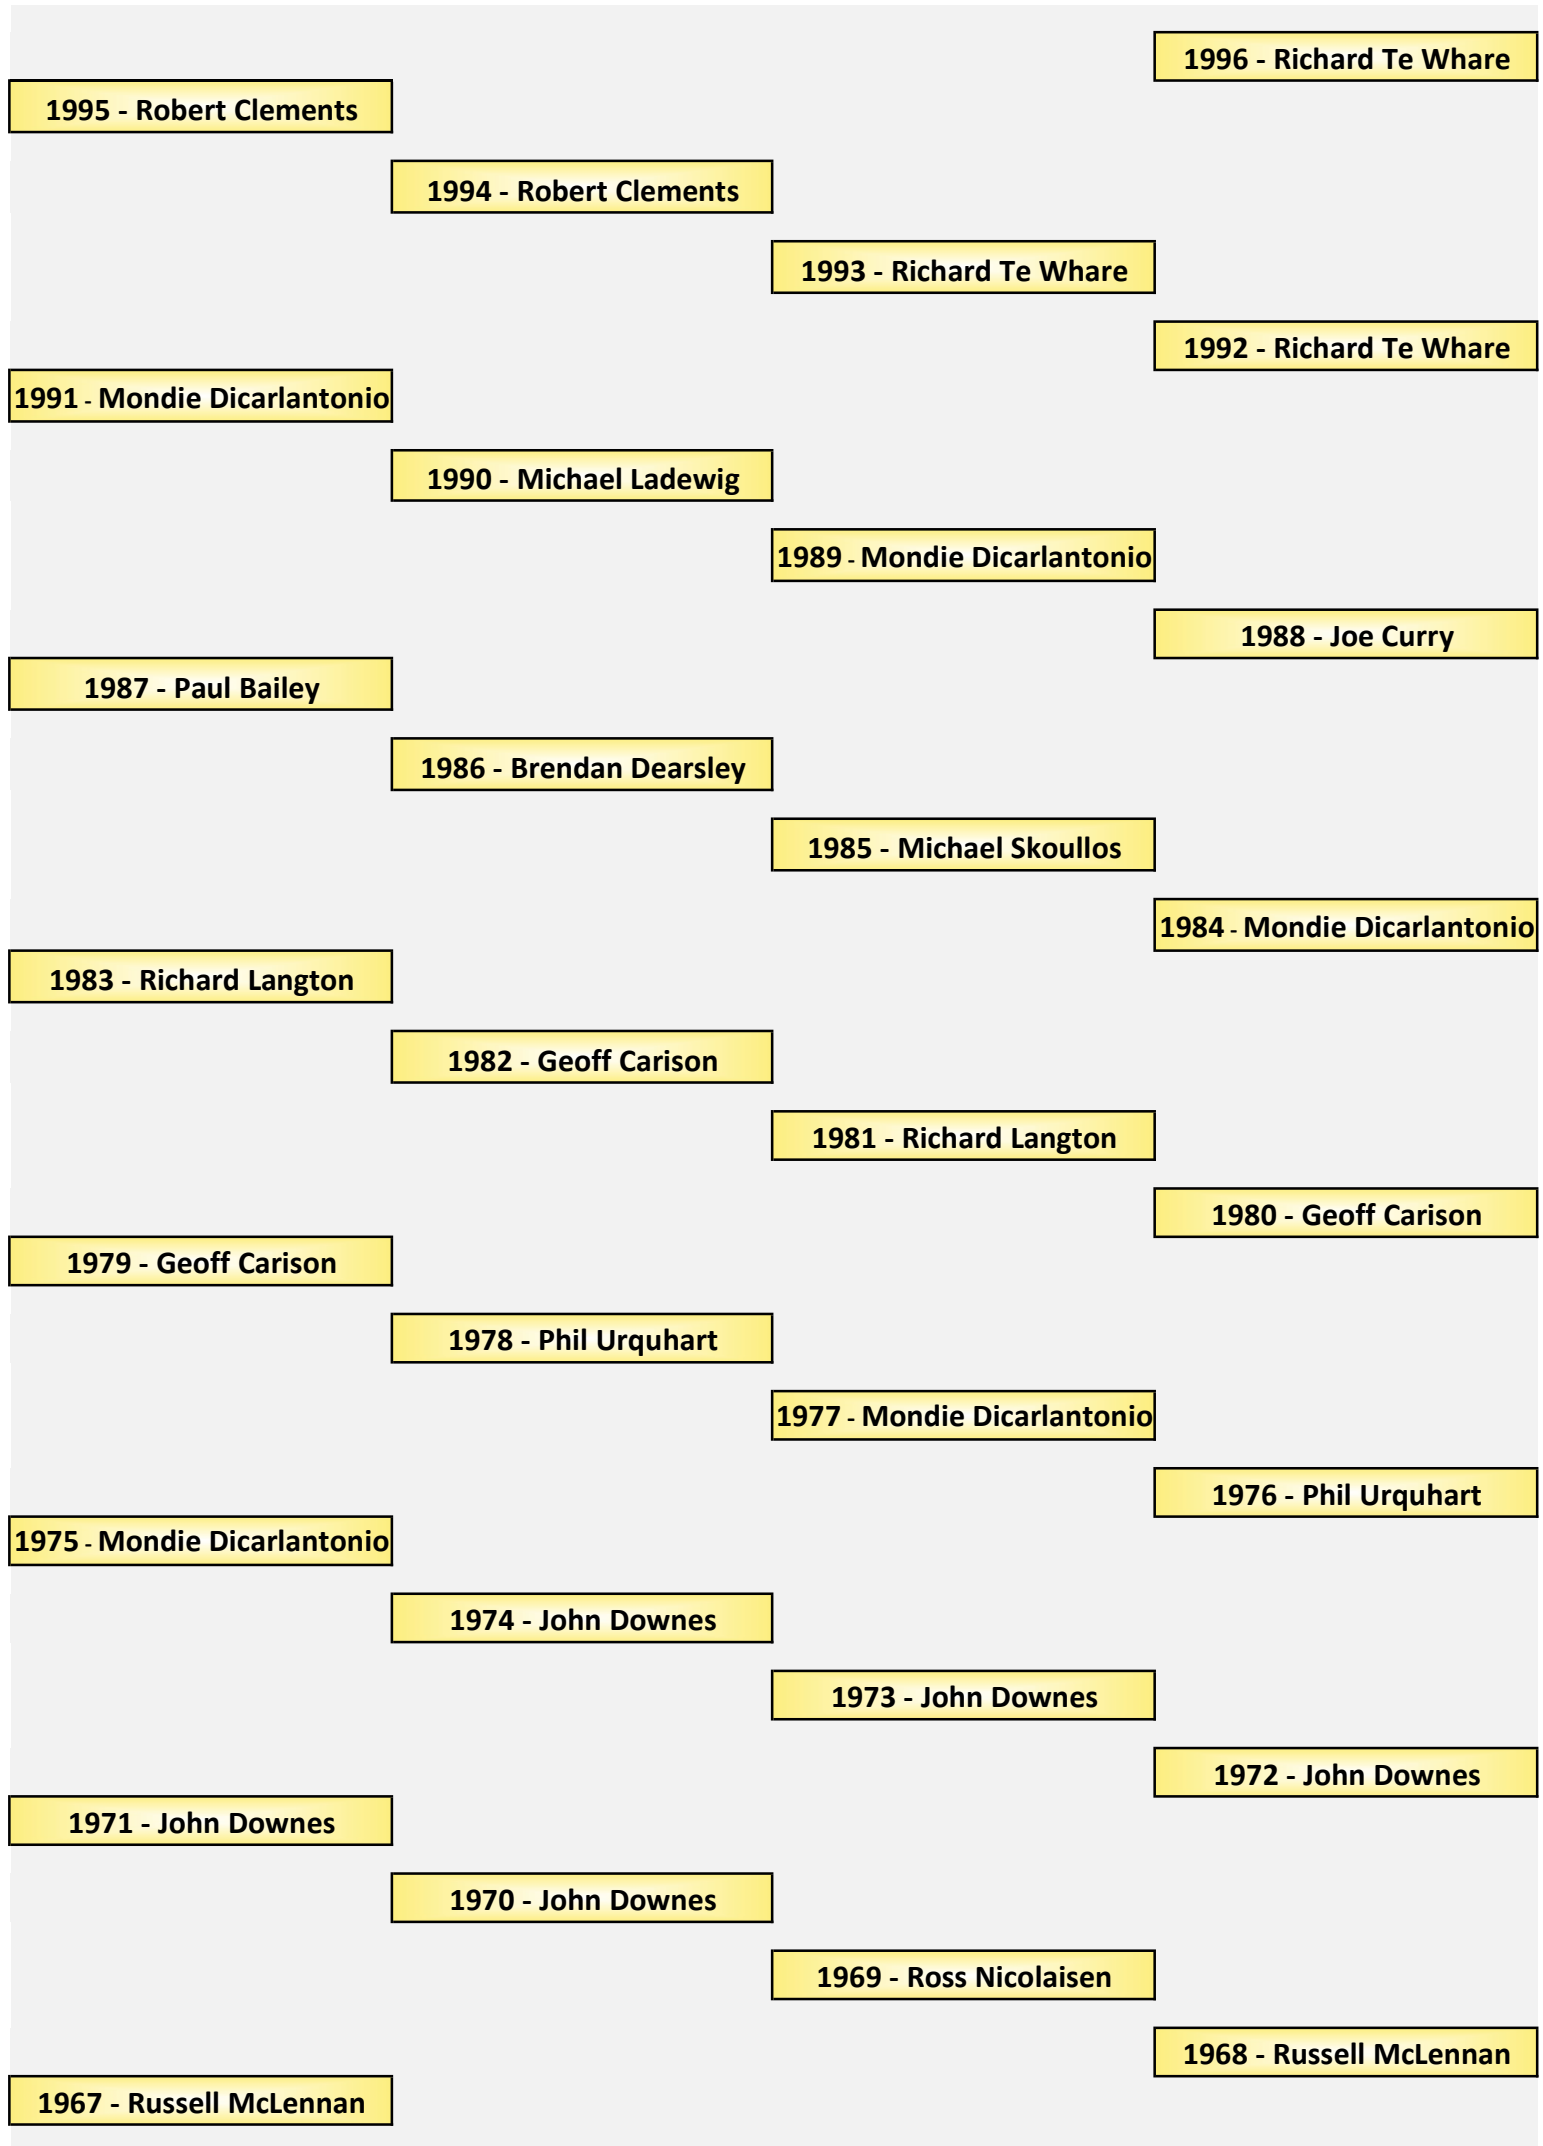 1996 - Richard Te Whare
1995 - Robert Clements
1994 - Robert Clements
1993 - Richard Te Whare
1992 - Richard Te Whare
1991 - Mondie Dicarlantonio
1990 - Michael Ladewig
1989 - Mondie Dicarlantonio
1988 - Joe Curry
1987 - Paul Bailey
1986 - Brendan Dearsley
1985 - Michael Skoullos
1984 - Mondie Dicarlantonio
1983 - Richard Langton
1982 - Geoff Carison
1981 - Richard Langton
1980 - Geoff Carison
1979 - Geoff Carison
1978 - Phil Urquhart
1977 - Mondie Dicarlantonio
1976 - Phil Urquhart
1975 - Mondie Dicarlantonio
1974 - John Downes
1973 - John Downes
1972 - John Downes
1971 - John Downes
1970 - John Downes
1969 - Ross Nicolaisen
1968 - Russell McLennan
1967 - Russell McLennan